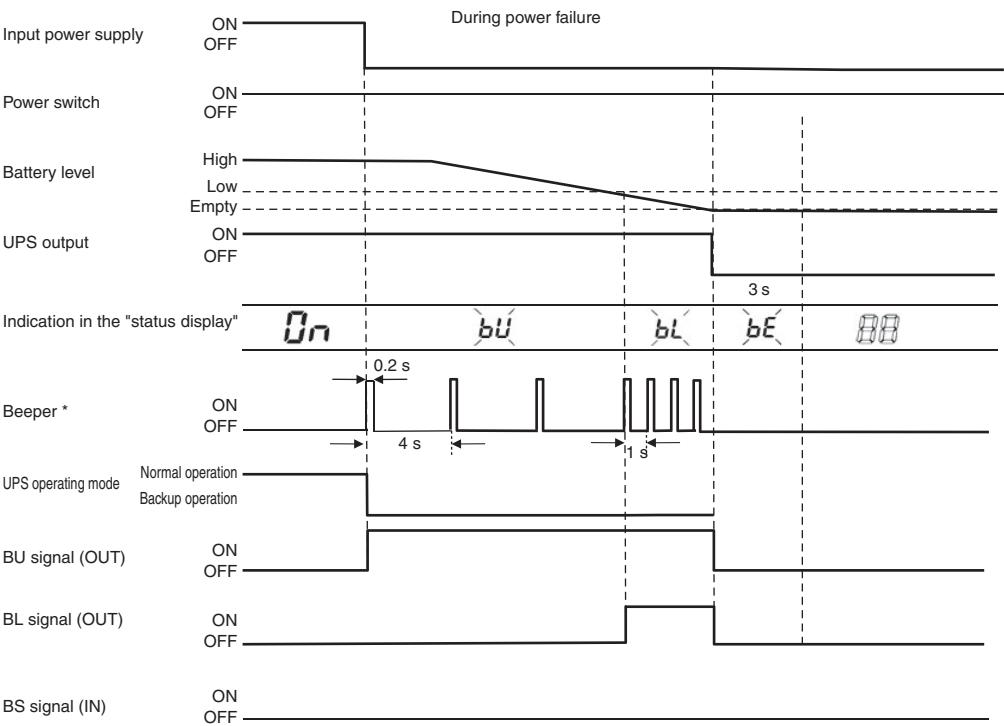 During power failure
Input power supply
ON
OFF
Power switch
ON
OFF
Battery level
High
Low
Empty
UPS output
ON
OFF
3 s
Indication in the "status display"
On
bU
bL
bE
88
0.2 s
Beeper *
ON
OFF
4 s
1 s
UPS operating mode
Normal operation
Backup operation
BU signal (OUT)
ON
OFF
BL signal (OUT)
ON
OFF
BS signal (IN)
ON
OFF